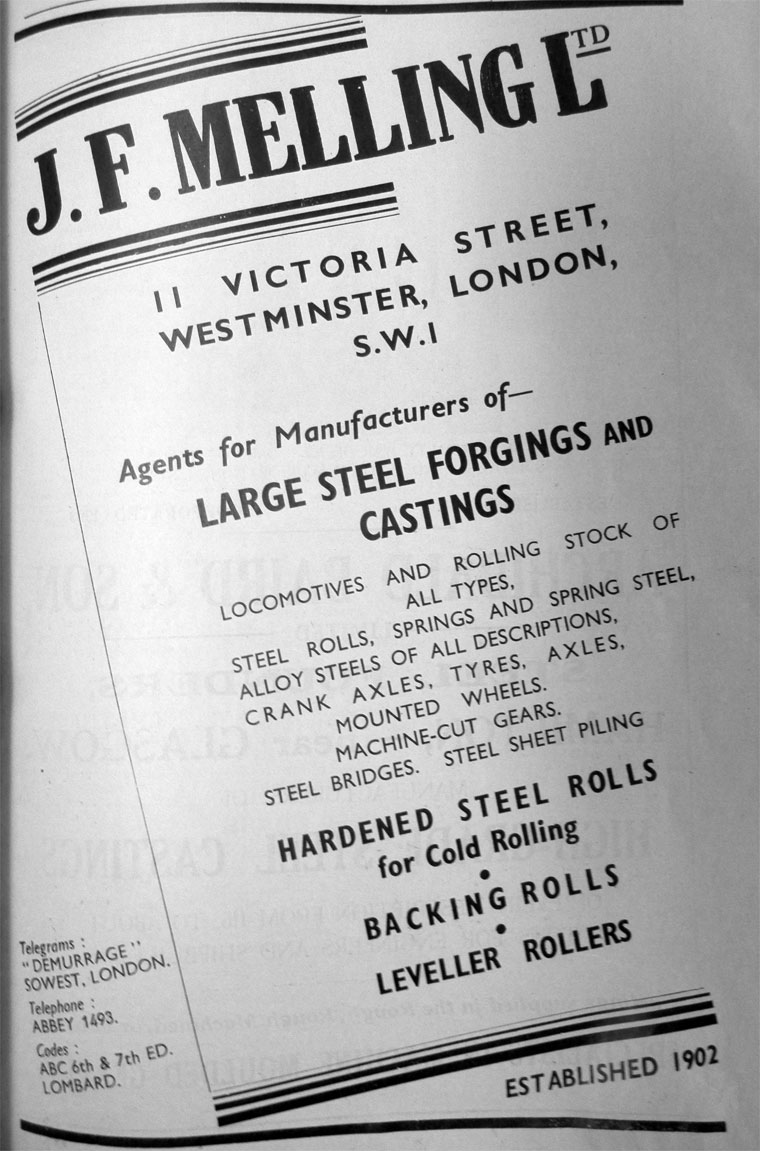 J. F. MELLING LTD
11 VICTORIA STREET,
WESTMINSTER, LONDON,
S.W.1
Agents for Manufacturers of—
LARGE STEEL FORGINGS AND
CASTINGS
LOCOMOTIVES AND ROLLING STOCK OF
ALL TYPES,
STEEL ROLLS, SPRINGS AND SPRING STEEL,
ALLOY STEELS OF ALL DESCRIPTIONS,
CRANK AXLES, TYRES, AXLES,
MOUNTED WHEELS.
MACHINE-CUT GEARS.
STEEL BRIDGES. STEEL SHEET PILING
HARDENED STEEL ROLLS
for Cold Rolling
•
BACKING ROLLS
•
LEVELLER ROLLERS
Telegrams :
"DEMURRAGE"
SOWEST, LONDON.
Telephone :
ABBEY 1493.
Codes :
ABC 6th & 7th ED.
LOMBARD.
ESTABLISHED 1902